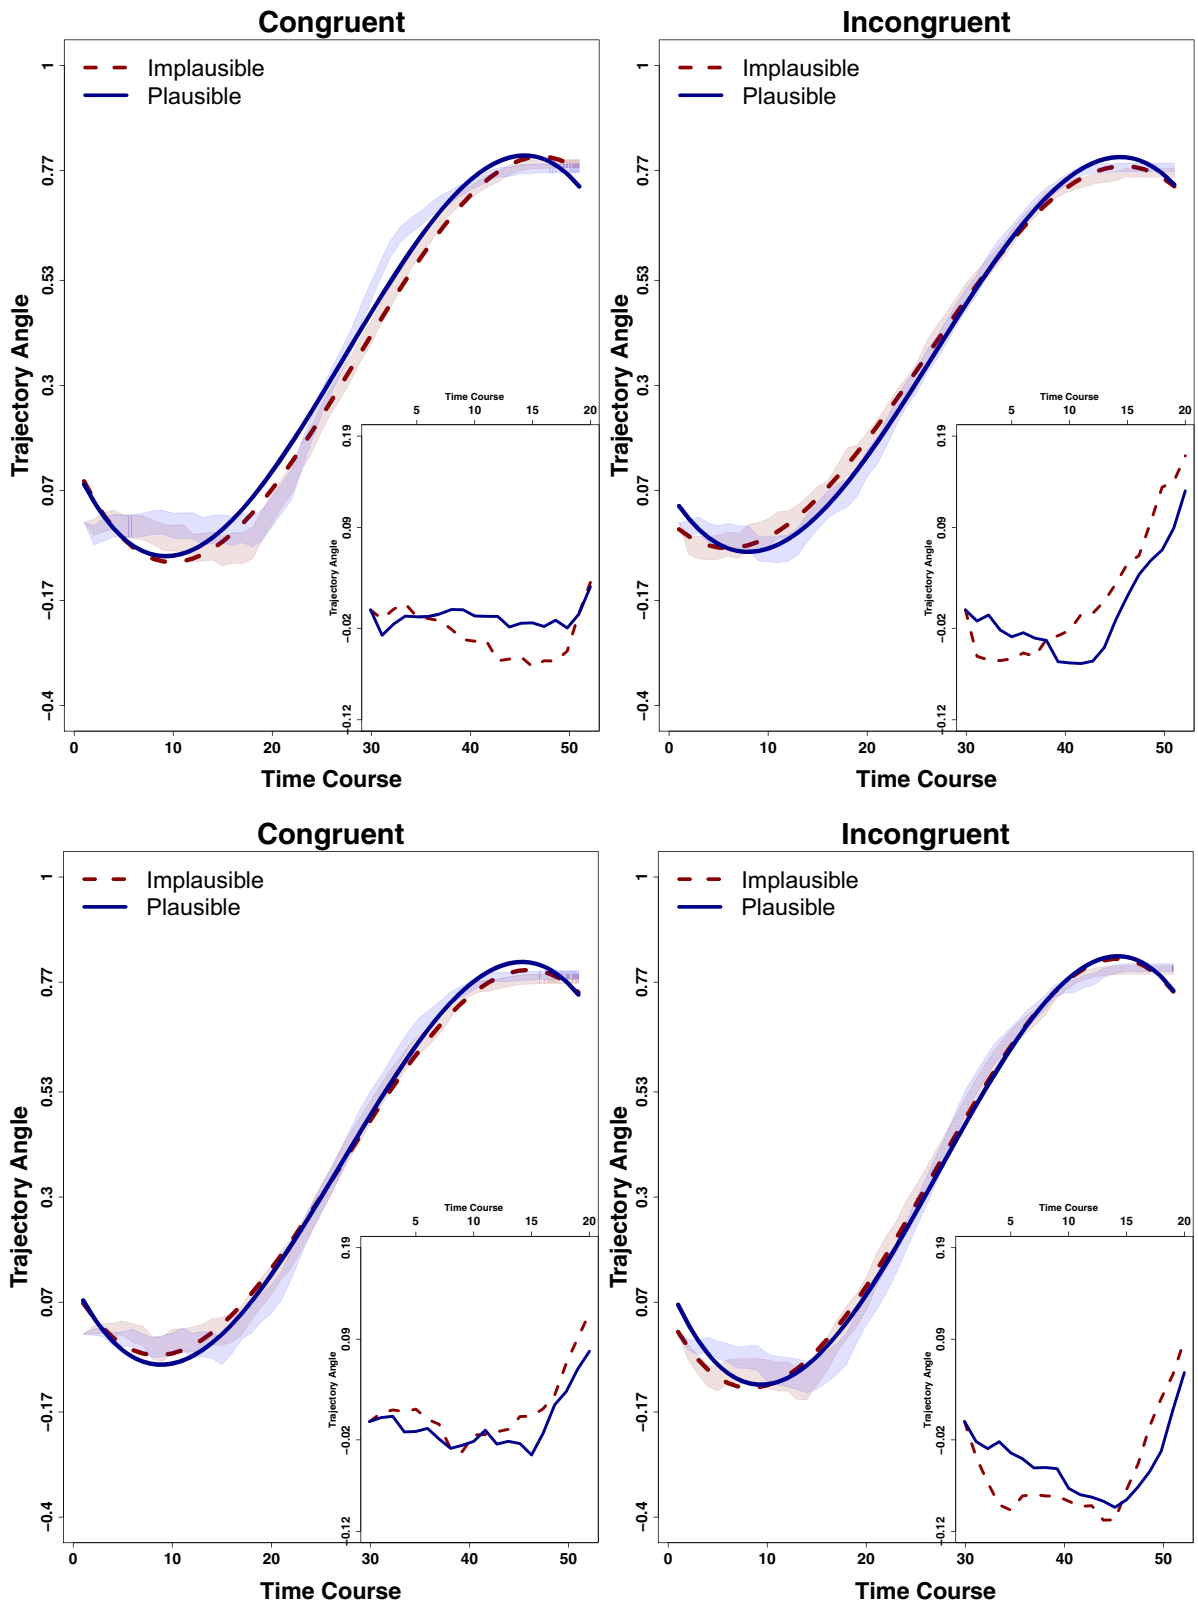 Congruent
Implausible
Plausible
Trajectory Angle
1
0.77
0.53
0.3
0.07
−0.17
−0.4
Time Course
5 10 15 20
Trajectory Angle
0.19
0.09
−0.02
−0.12
0 10 20 30 40 50
Time Course
Incongruent
Implausible
Plausible
Trajectory Angle
1
0.77
0.53
0.3
0.07
−0.17
−0.4
Time Course
5 10 15 20
Trajectory Angle
0.19
0.09
−0.02
−0.12
0 10 20 30 40 50
Time Course
Congruent
Implausible
Plausible
Trajectory Angle
1
0.77
0.53
0.3
0.07
−0.17
−0.4
Time Course
5 10 15 20
Trajectory Angle
0.19
0.09
−0.02
−0.12
0 10 20 30 40 50
Time Course
Incongruent
Implausible
Plausible
Trajectory Angle
1
0.77
0.53
0.3
0.07
−0.17
−0.4
Time Course
5 10 15 20
Trajectory Angle
0.19
0.09
−0.02
−0.12
0 10 20 30 40 50
Time Course